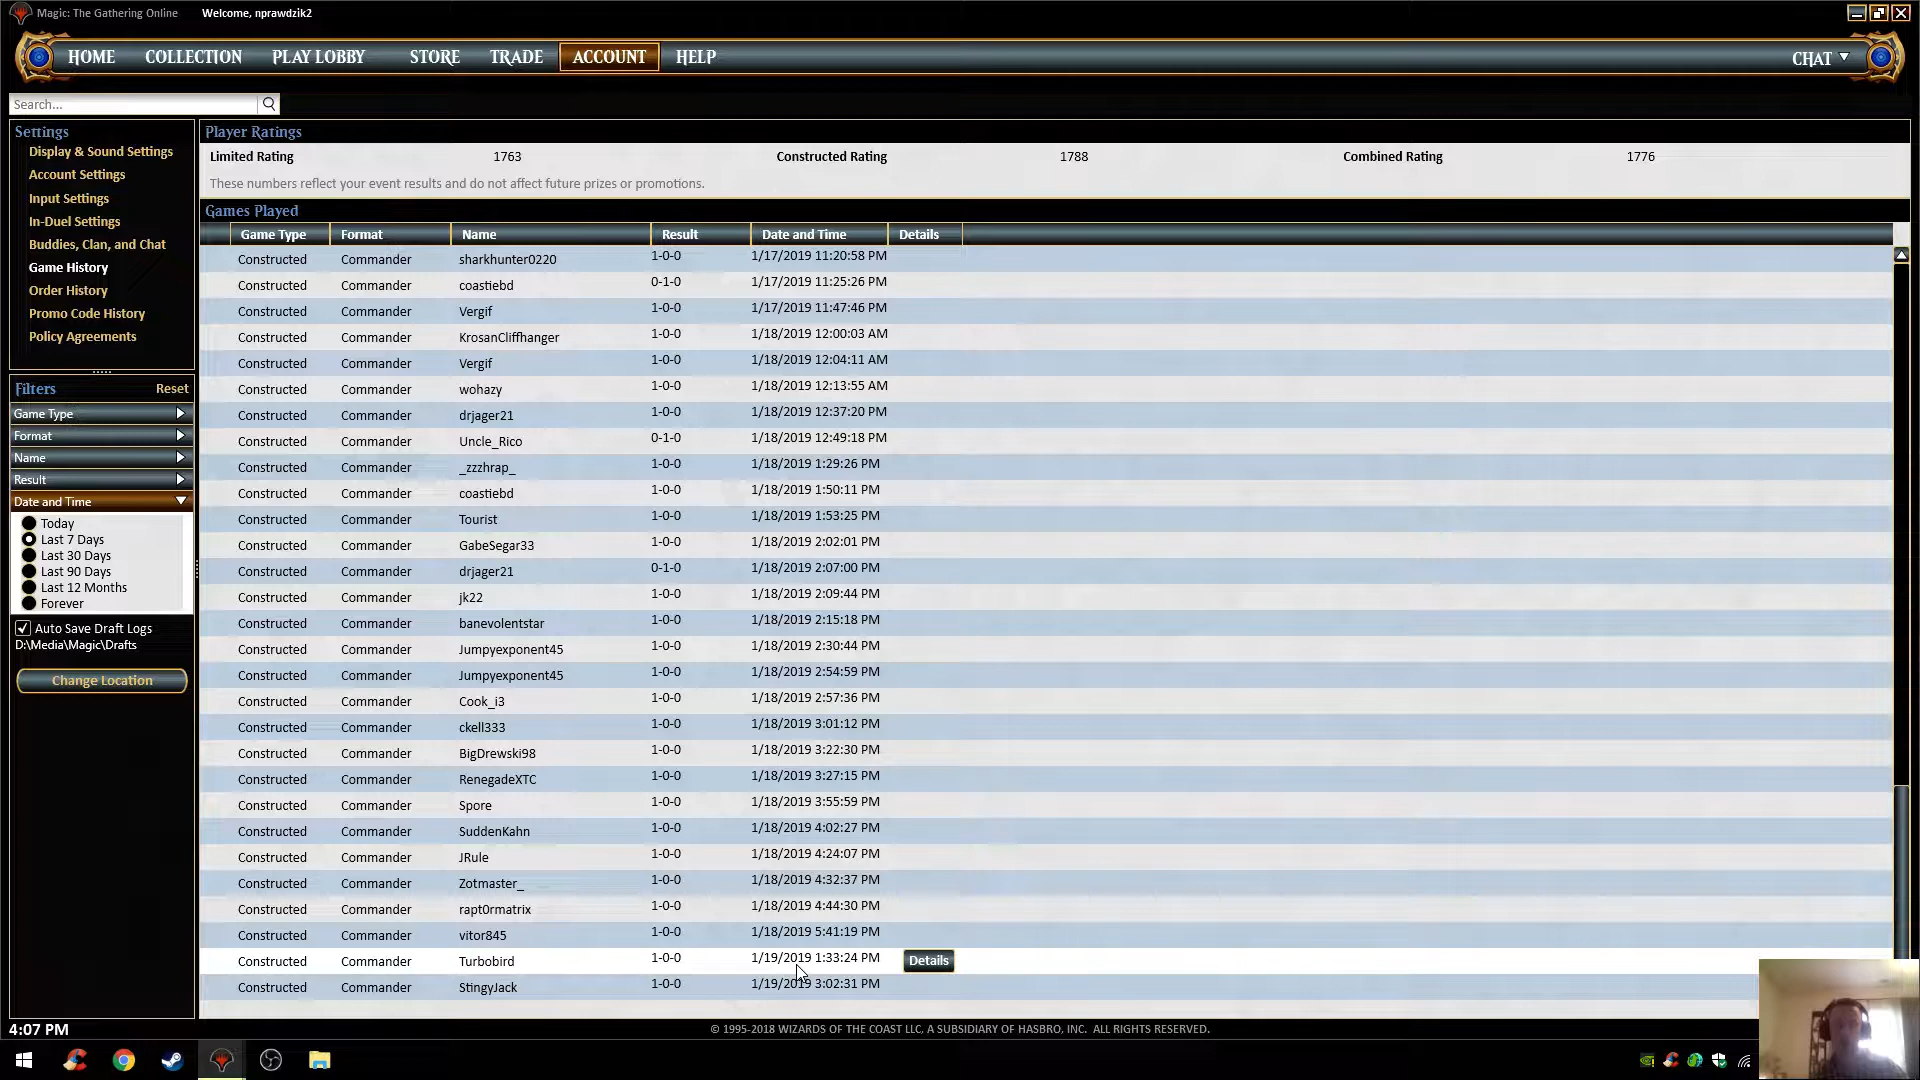 Magic: The Gathering Online Welcome, nprawdzik2
HOME COLLECTION PLAY LOBBY STORE TRADE ACCOUNT HELP CHAT
Search...
Settings
Display & Sound Settings
Account Settings
Input Settings
In-Duel Settings
Buddies, Clan, and Chat
Game History
Order History
Promo Code History
Policy Agreements
Filters Reset
Game Type
Format
Name
Result
Date and Time
Today
Last 7 Days
Last 30 Days
Last 90 Days
Last 12 Months
Forever
Auto Save Draft Logs
D:\Media\Magic\Drafts
Change Location
Player Ratings
Limited Rating 1763 Constructed Rating 1788 Combined Rating 1776
These numbers reflect your event results and do not affect future prizes or promotions.
Games Played
Game Type Format Name Result Date and Time Details
Constructed Commander sharkhunter0220 1-0-0 1/17/2019 11:20:58 PM
Constructed Commander coastiebd 0-1-0 1/17/2019 11:25:26 PM
Constructed Commander Vergif 1-0-0 1/17/2019 11:47:46 PM
Constructed Commander KrosanCliffhanger 1-0-0 1/18/2019 12:00:03 AM
Constructed Commander Vergif 1-0-0 1/18/2019 12:04:11 AM
Constructed Commander wohazy 1-0-0 1/18/2019 12:13:55 AM
Constructed Commander drjager21 1-0-0 1/18/2019 12:37:20 PM
Constructed Commander Uncle_Rico 0-1-0 1/18/2019 12:49:18 PM
Constructed Commander _zzzhrap_ 1-0-0 1/18/2019 1:29:26 PM
Constructed Commander coastiebd 1-0-0 1/18/2019 1:50:11 PM
Constructed Commander Tourist 1-0-0 1/18/2019 1:53:25 PM
Constructed Commander GabeSegar33 1-0-0 1/18/2019 2:02:01 PM
Constructed Commander drjager21 0-1-0 1/18/2019 2:07:00 PM
Constructed Commander jk22 1-0-0 1/18/2019 2:09:44 PM
Constructed Commander banevolentstar 1-0-0 1/18/2019 2:15:18 PM
Constructed Commander Jumpyexponent45 1-0-0 1/18/2019 2:30:44 PM
Constructed Commander Jumpyexponent45 1-0-0 1/18/2019 2:54:59 PM
Constructed Commander Cook_i3 1-0-0 1/18/2019 2:57:36 PM
Constructed Commander ckell333 1-0-0 1/18/2019 3:01:12 PM
Constructed Commander BigDrewski98 1-0-0 1/18/2019 3:22:30 PM
Constructed Commander RenegadeXTC 1-0-0 1/18/2019 3:27:15 PM
Constructed Commander Spore 1-0-0 1/18/2019 3:55:59 PM
Constructed Commander SuddenKahn 1-0-0 1/18/2019 4:02:27 PM
Constructed Commander JRule 1-0-0 1/18/2019 4:24:07 PM
Constructed Commander Zotmaster_ 1-0-0 1/18/2019 4:32:37 PM
Constructed Commander rapt0rmatrix 1-0-0 1/18/2019 4:44:30 PM
Constructed Commander vitor845 1-0-0 1/18/2019 5:41:19 PM
Constructed Commander Turbobird 1-0-0 1/19/2019 1:33:24 PM Details
Constructed Commander StingyJack 1-0-0 1/19/2019 3:02:31 PM
4:07 PM © 1995-2018 WIZARDS OF THE COAST LLC, A SUBSIDIARY OF HASBRO, INC. ALL RIGHTS RESERVED.